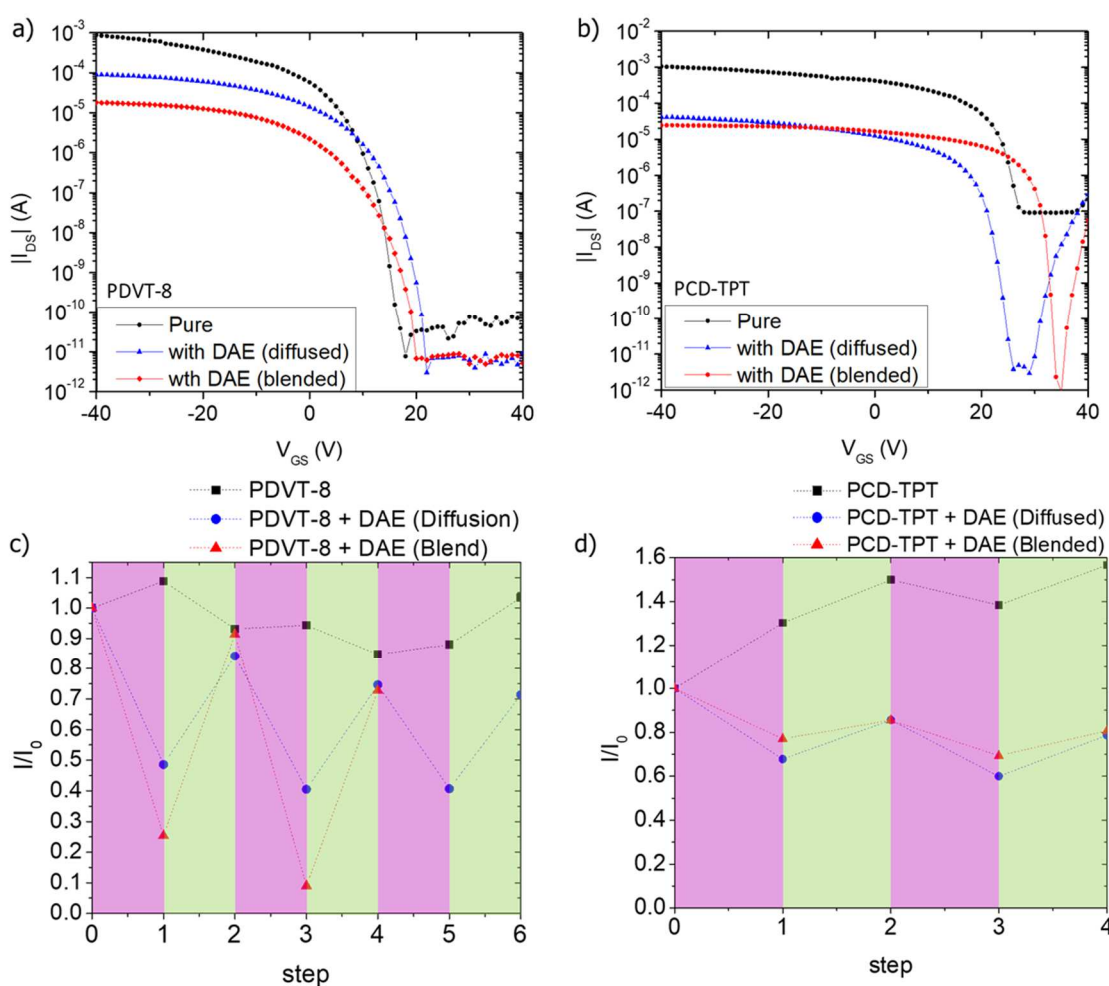 a)
10⁻³
10⁻⁴
10⁻⁵
10⁻⁶
10⁻⁷
10⁻⁸
10⁻⁹
10⁻¹⁰
10⁻¹¹
10⁻¹²
|I_DS| (A)
PDVT-8
Pure
with DAE (diffused)
wth DAE (blended)
-40 -20 0 20 40
V_GS (V)
b)
10⁻²
10⁻³
10⁻⁴
10⁻⁵
10⁻⁶
10⁻⁷
10⁻⁸
10⁻⁹
10⁻¹⁰
10⁻¹¹
10⁻¹²
|I_DS| (A)
PCD-TPT
Pure
with DAE (diffused)
with DAE (blended)
-40 -20 0 20 40
V_GS (V)
c)
PDVT-8
PDVT-8 + DAE (Diffusion)
PDVT-8 + DAE (Blend)
1.1
1.0
0.9
0.8
0.7
0.6
0.5
0.4
0.3
0.2
0.1
0.0
I/I₀
0 1 2 3 4 5 6
step
d)
PCD-TPT
PCD-TPT + DAE (Diffused)
PCD-TPT + DAE (Blended)
1.6
1.4
1.2
1.0
0.8
0.6
0.4
0.2
0.0
I/I₀
0 1 2 3 4
step